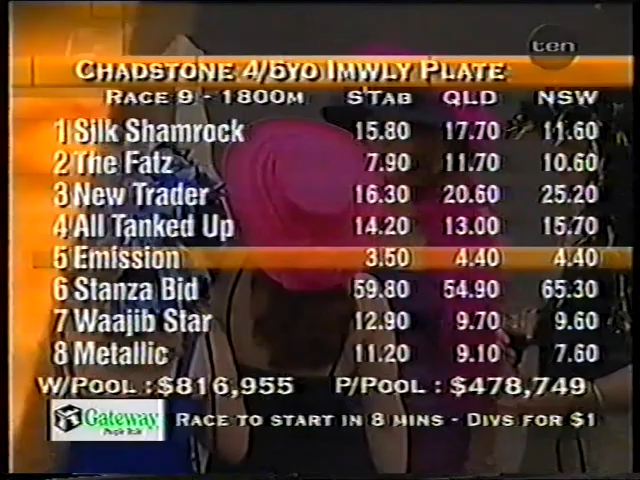 ten
CHADSTONE 4/5YO IMWLY PLATE
RACE 9 - 1800M STAB QLD NSW
1 Silk Shamrock 15.80 17.70 11.60
2 The Fatz 7.90 11.70 10.60
3 New Trader 16.30 20.60 25.20
4 All Tanked Up 14.20 13.00 15.70
5 Emission 3.50 4.40 4.40
6 Stanza Bid 59.80 54.90 65.30
7 Waajib Star 12.90 9.70 9.60
8 Metallic 11.20 9.10 7.60
W/POOL : $816,955 P/POOL : $478,749
Gateway
RACE TO START IN 8 MINS - DIVS FOR $1